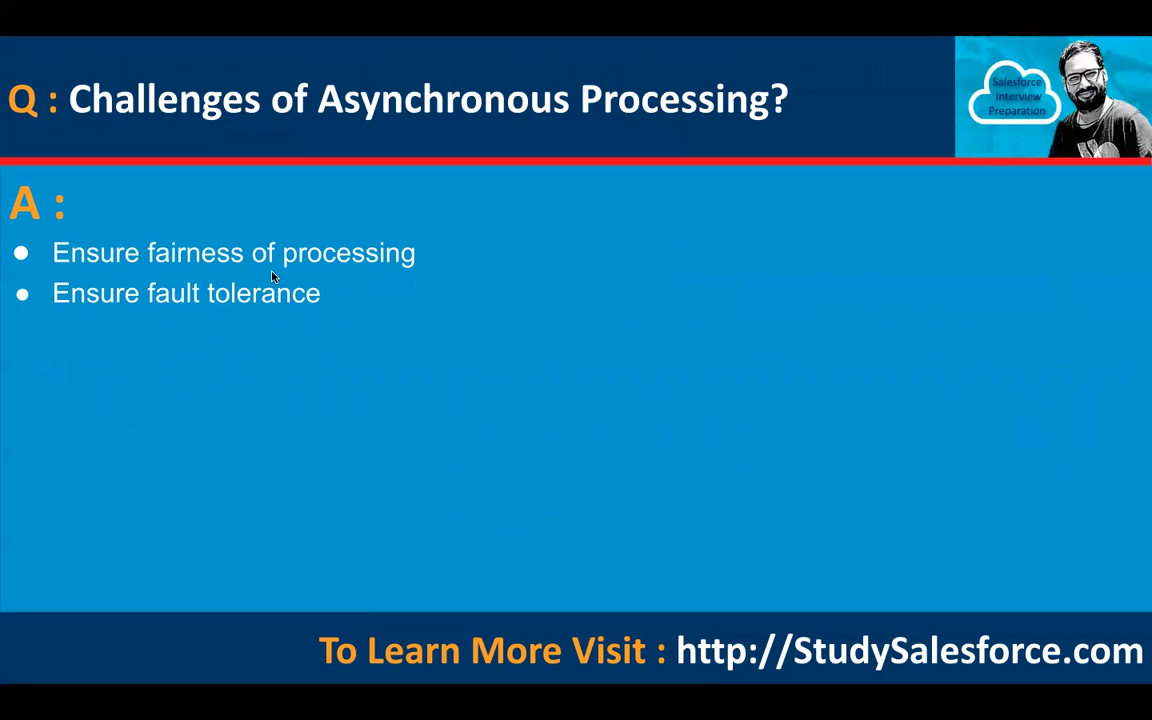 Q : Challenges of Asynchronous Processing?
Salesforce
Interview
Preparation
A :
● Ensure fairness of processing
● Ensure fault tolerance
To Learn More Visit : http://StudySalesforce.com